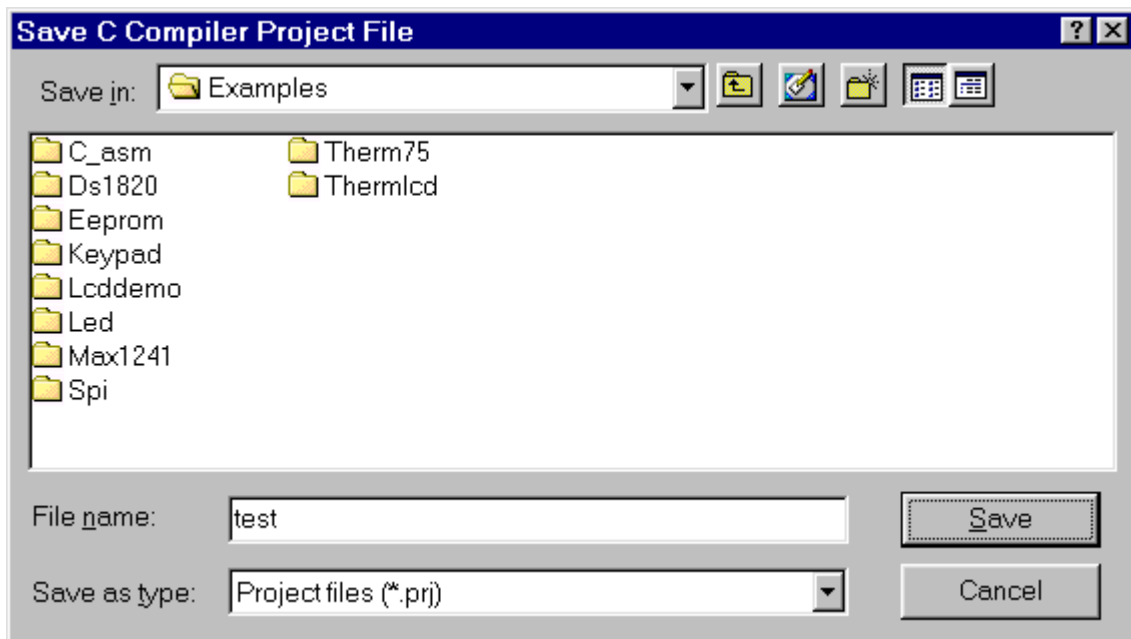 Save C Compiler Project File
Save in: Examples
C_asm Therm75
Ds1820 Thermlcd
Eeprom
Keypad
Lcddemo
Led
Max1241
Spi
File name: test Save
Save as type: Project files (*.prj) Cancel